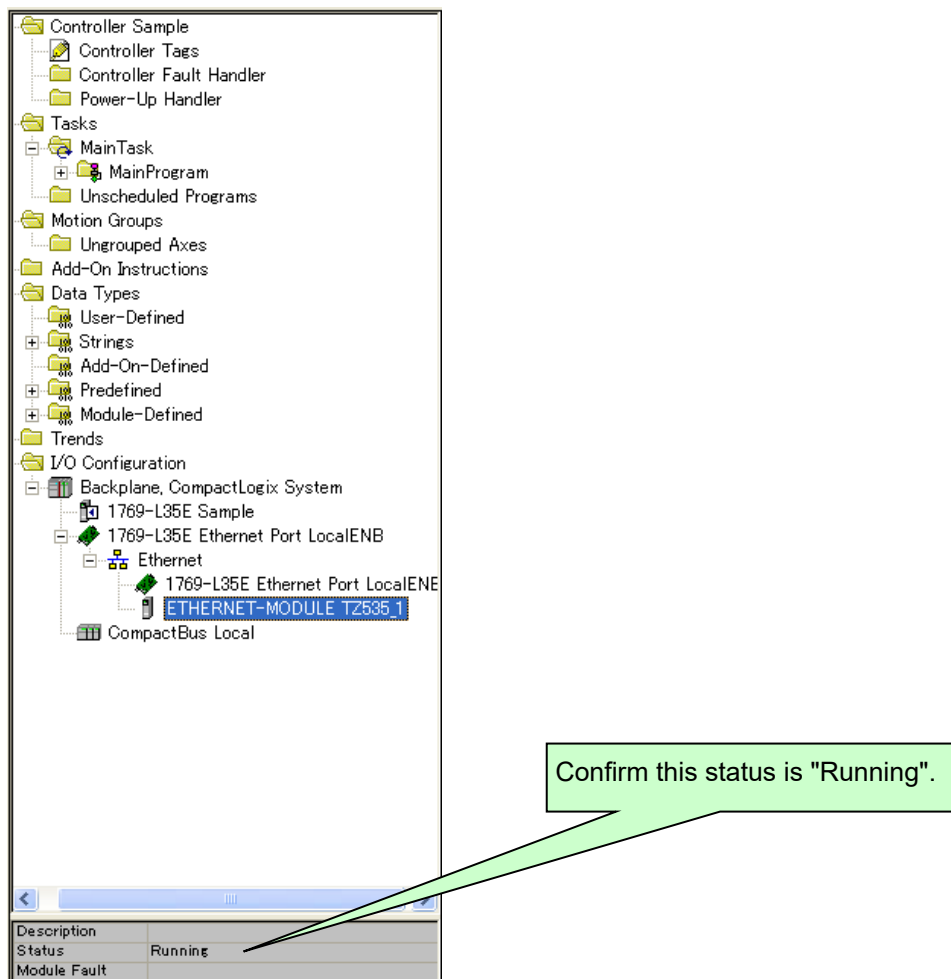 Controller Sample
Controller Tags
Controller Fault Handler
Power-Up Handler
Tasks
MainTask
MainProgram
Unscheduled Programs
Motion Groups
Ungrouped Axes
Add-On Instructions
Data Types
User-Defined
Strings
Add-On-Defined
Predefined
Module-Defined
Trends
I/O Configuration
Backplane, CompactLogix System
1769-L35E Sample
1769-L35E Ethernet Port LocalENB
Ethernet
1769-L35E Ethernet Port LocalENE
ETHERNET-MODULE TZ535_1
CompactBus Local
Confirm this status is "Running".
Description
Status Running
Module Fault